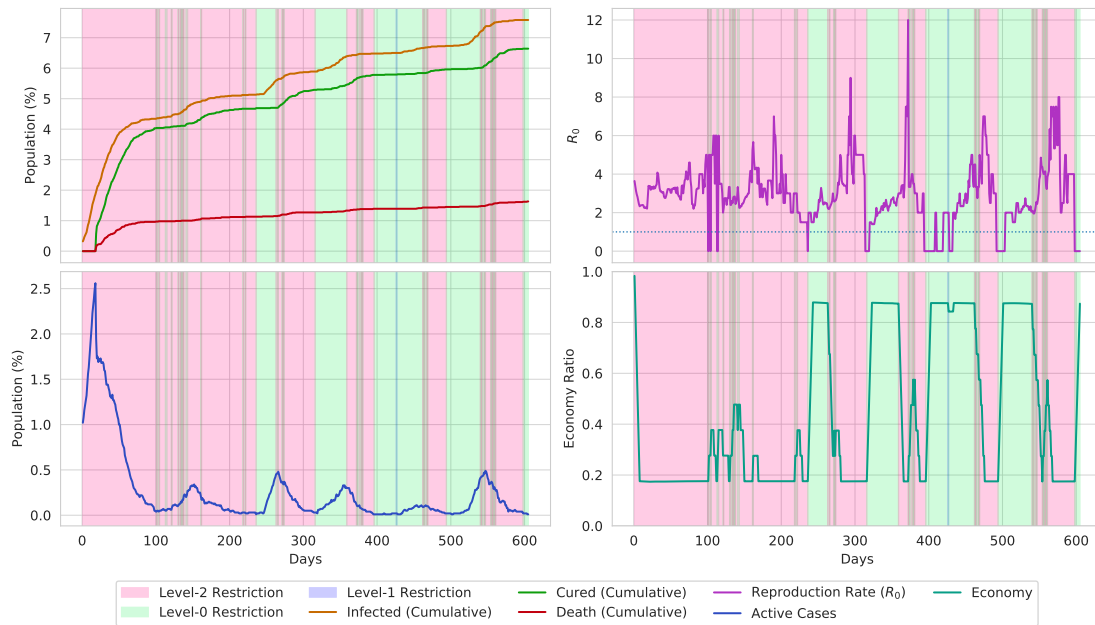 7
6
5
4
3
2
1
0
Population (%)
12
10
8
6
4
2
0
R₀
2.5
2.0
1.5
1.0
0.5
0.0
Population (%)
0 100 200 300 400 500 600
Days
1.0
0.8
0.6
0.4
0.2
0.0
Economy Ratio
0 100 200 300 400 500 600
Days
Level-2 Restriction Level-1 Restriction Cured (Cumulative) Reproduction Rate (R₀) Economy
Level-0 Restriction Infected (Cumulative) Death (Cumulative) Active Cases